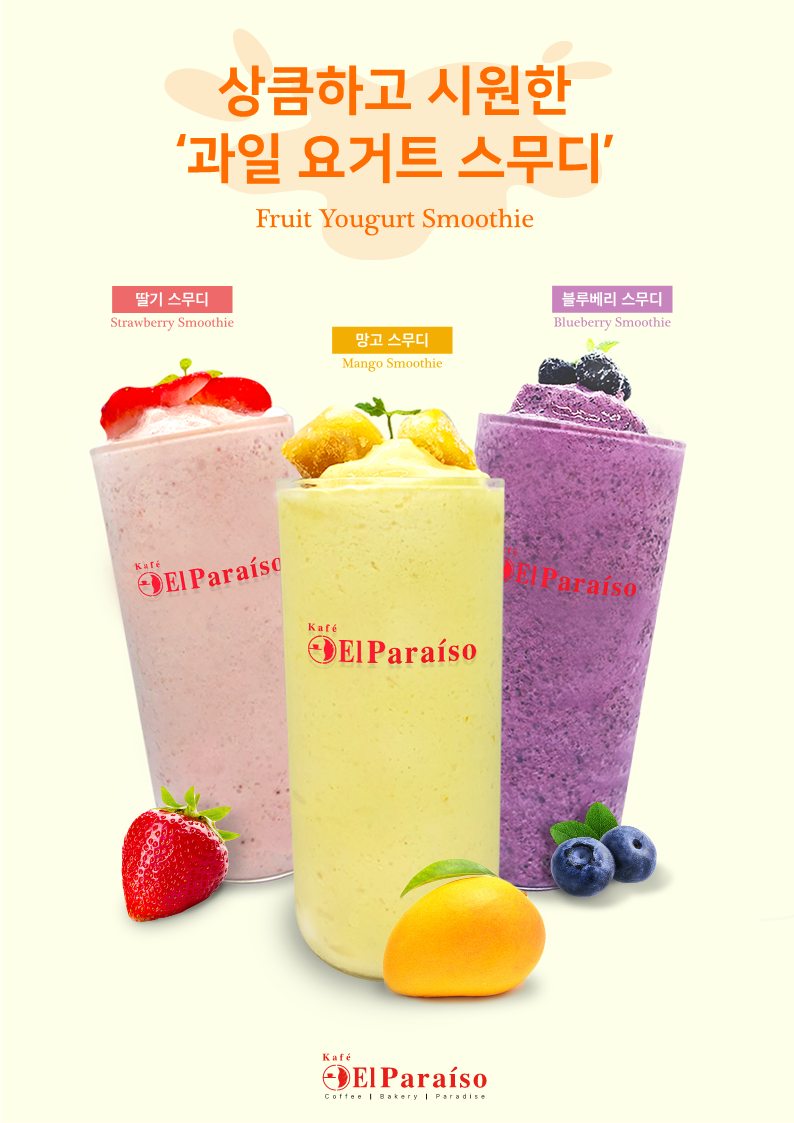 상큼하고 시원한
‘과일 요거트 스무디’
Fruit Yougurt Smoothie
딸기 스무디
Strawberry Smoothie
망고 스무디
Mango Smoothie
블루베리 스무디
Blueberry Smoothie
Kafé
El Paraíso
Kafé
El Paraíso
El Paraíso
Kafé
El Paraíso
Coffee | Bakery | Paradise